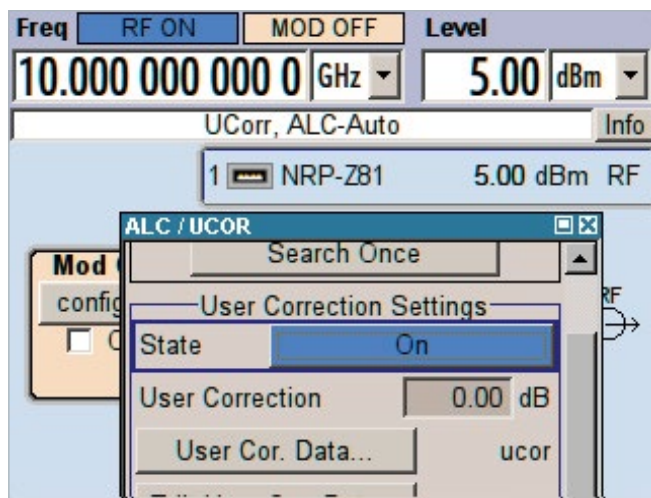 Freq RF ON MOD OFF Level
10.000 000 000 0 GHz 5.00 dBm
UCorr, ALC-Auto Info
1 NRP-Z81 5.00 dBm RF
ALC / UCOR
Search Once
Mod
config
RF
User Correction Settings
State On
User Correction 0.00 dB
User Cor. Data... ucor